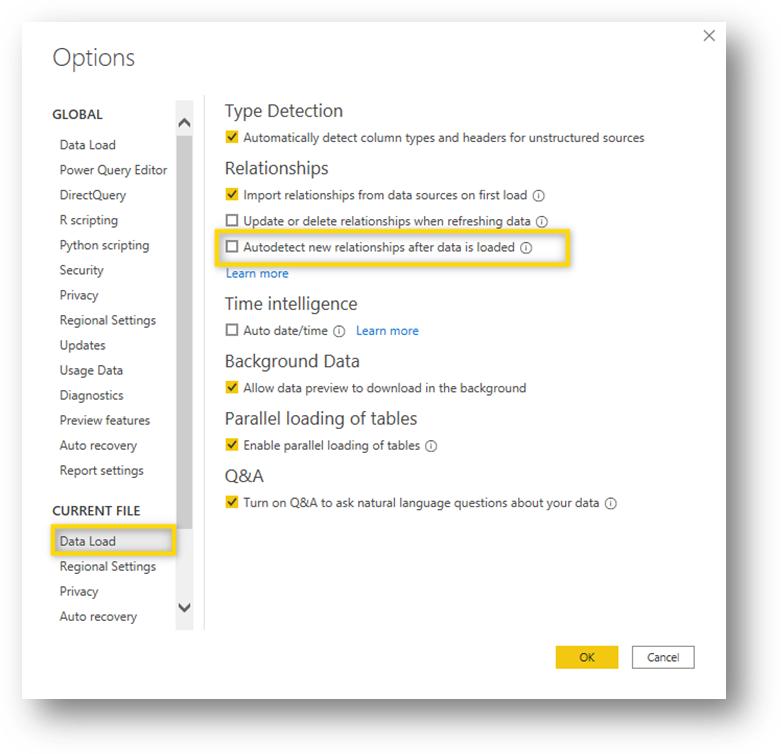 Options
GLOBAL
Data Load
Power Query Editor
DirectQuery
R scripting
Python scripting
Security
Privacy
Regional Settings
Updates
Usage Data
Diagnostics
Preview features
Auto recovery
Report settings
CURRENT FILE
Data Load
Regional Settings
Privacy
Auto recovery
Type Detection
Automatically detect column types and headers for unstructured sources
Relationships
Import relationships from data sources on first load
Update or delete relationships when refreshing data
Autodetect new relationships after data is loaded
Learn more
Time intelligence
Auto date/time Learn more
Background Data
Allow data preview to download in the background
Parallel loading of tables
Enable parallel loading of tables
Q&A
Turn on Q&A to ask natural language questions about your data
OK Cancel